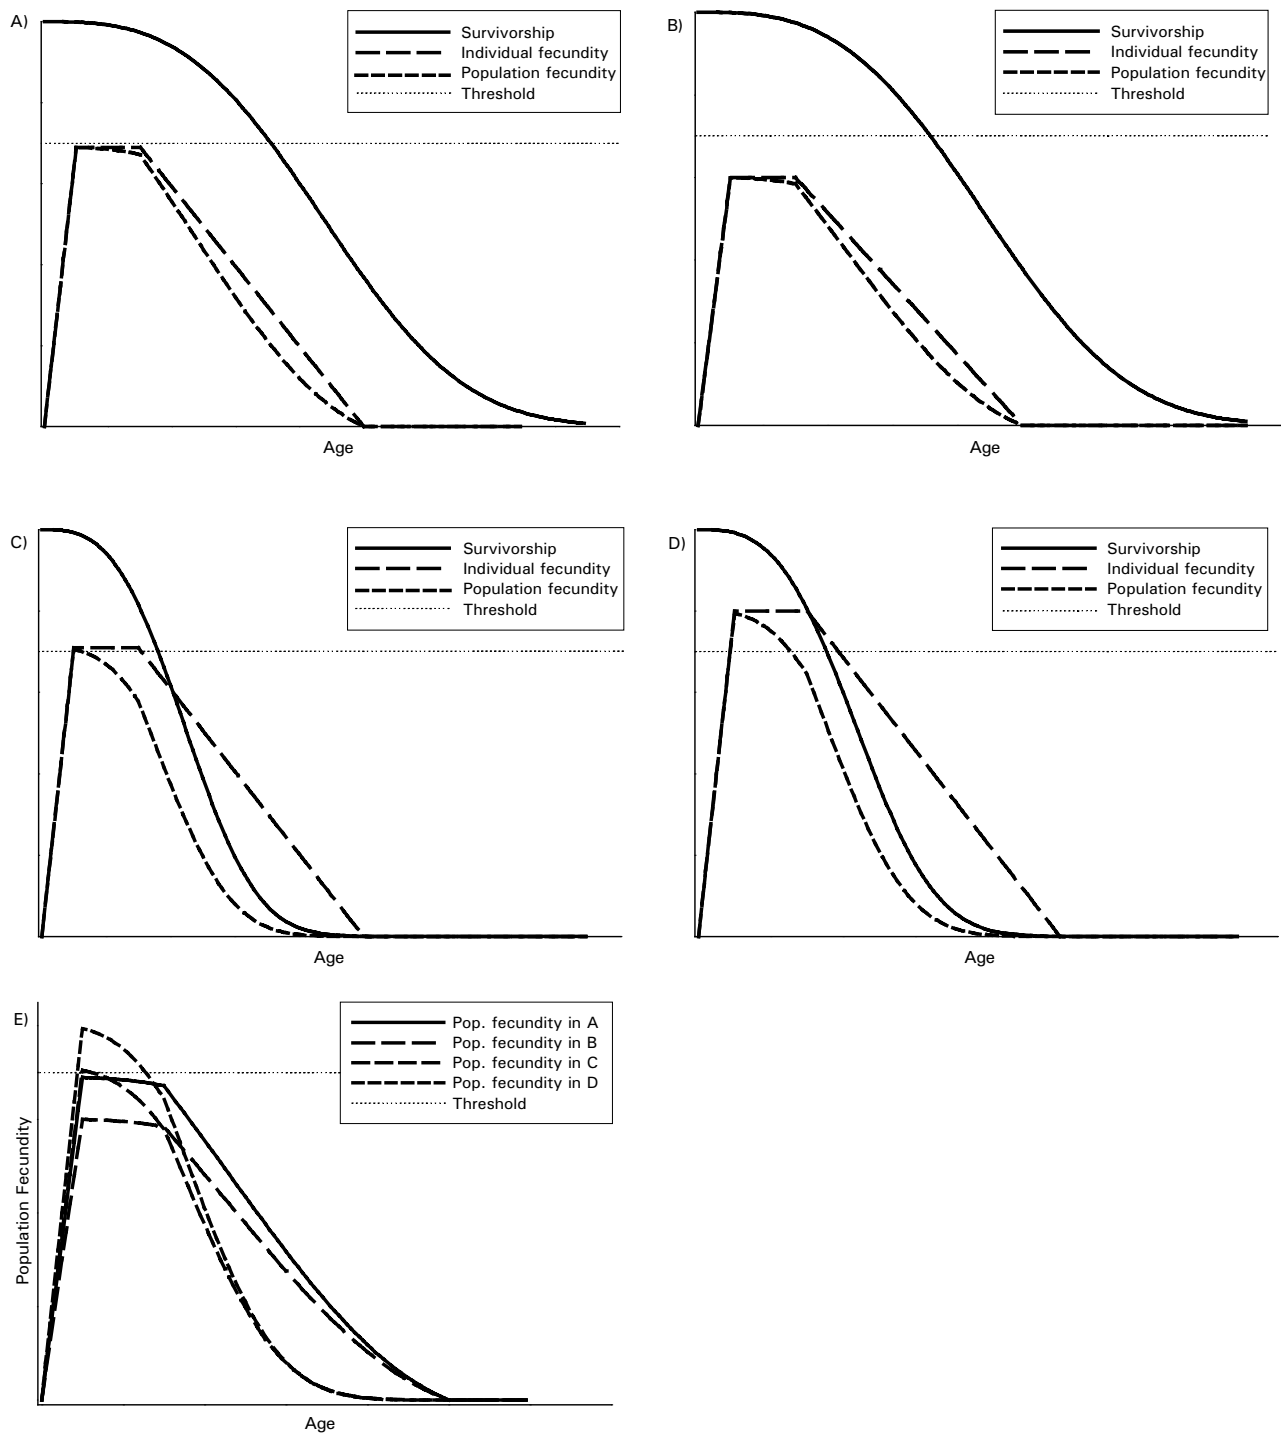 A)
Survivorship
Individual fecundity
Population fecundity
Threshold
Age
B)
Survivorship
Individual fecundity
Population fecundity
Threshold
Age
C)
Survivorship
Individual fecundity
Population fecundity
Threshold
Age
D)
Survivorship
Individual fecundity
Population fecundity
Threshold
Age
E)
Pop. fecundity in A
Pop. fecundity in B
Pop. fecundity in C
Pop. fecundity in D
Threshold
Population Fecundity
Age